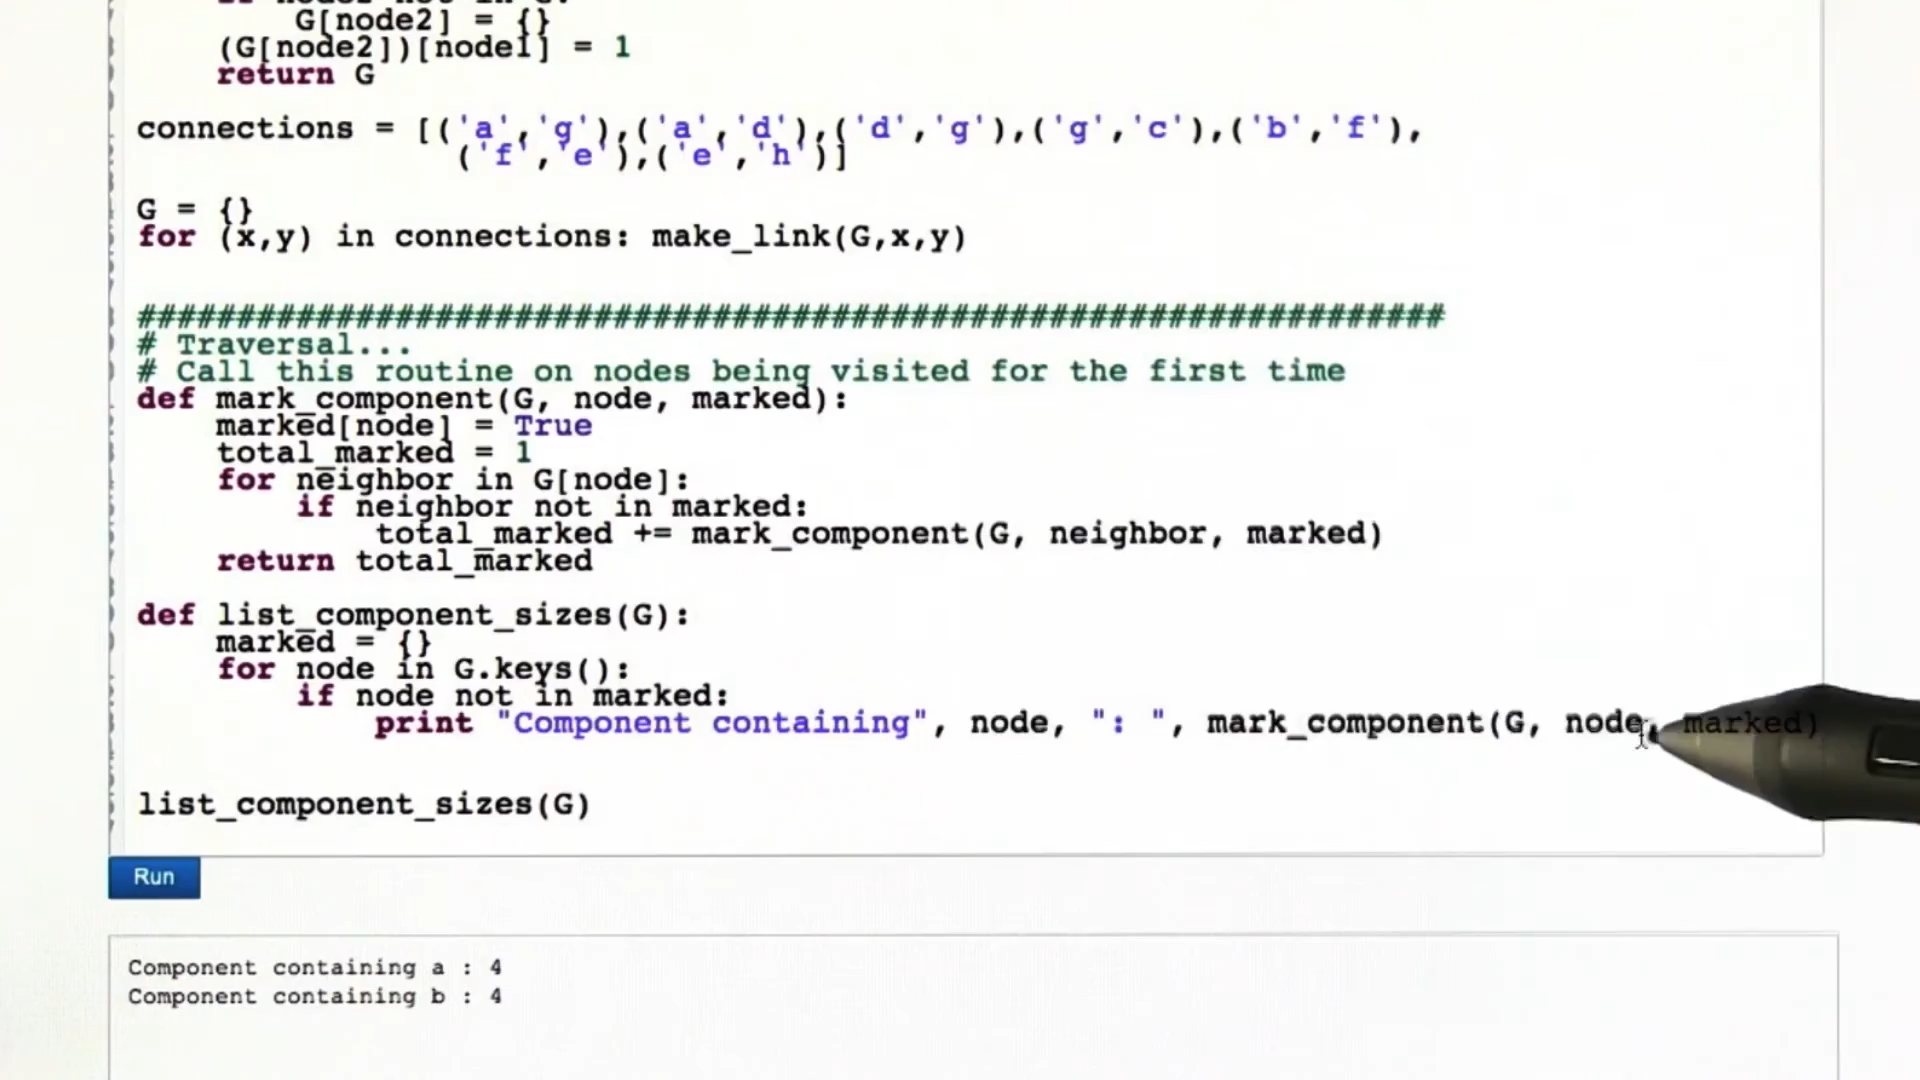 G[node2] = {}
(G[node2])[node1] = 1
return G
connections = [('a','g'),('a','d'),('d','g'),('g','c'),('b','f'),
('f','e'),('e','h')]
G = {}
for (x,y) in connections: make_link(G,x,y)
##################################################################
# Traversal...
# Call this routine on nodes being visited for the first time
def mark_component(G, node, marked):
marked[node] = True
total_marked = 1
for neighbor in G[node]:
if neighbor not in marked:
total_marked += mark_component(G, neighbor, marked)
return total_marked
def list_component_sizes(G):
marked = {}
for node in G.keys():
if node not in marked:
print "Component containing", node, ": ", mark_component(G, node, marked)
list_component_sizes(G)
Run
Component containing a : 4
Component containing b : 4